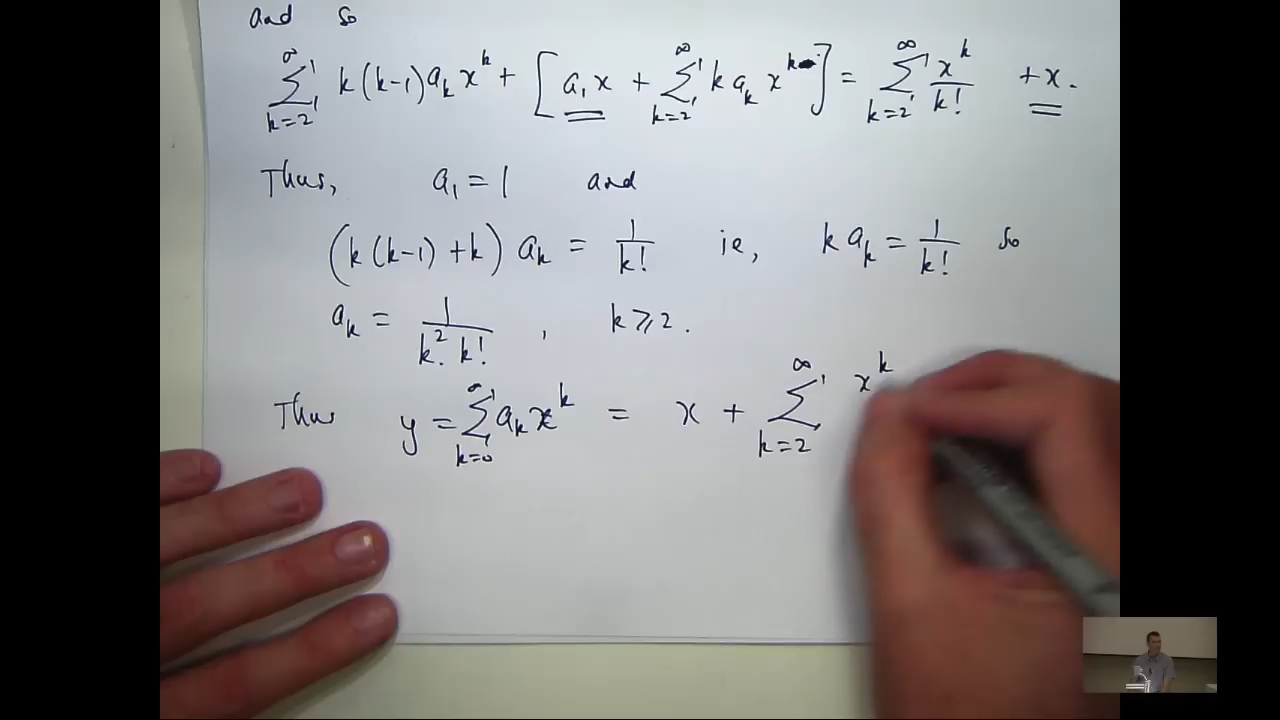 and so
∑_{k=2}^{∞} k(k-1)a_k x^k + [a_1 x + ∑_{k=2}^{∞} k a_k x^k] = ∑_{k=2}^{∞} x^k/k! + x.
Thus, a_1 = 1 and
(k(k-1)+k) a_k = 1/k! ie, k a_k = 1/k! so
a_k = 1/(k^2. k!), k ⩾ 2.
Thus y = ∑_{k=0}^{∞} a_k x^k = x + ∑_{k=2}^{∞} x^k